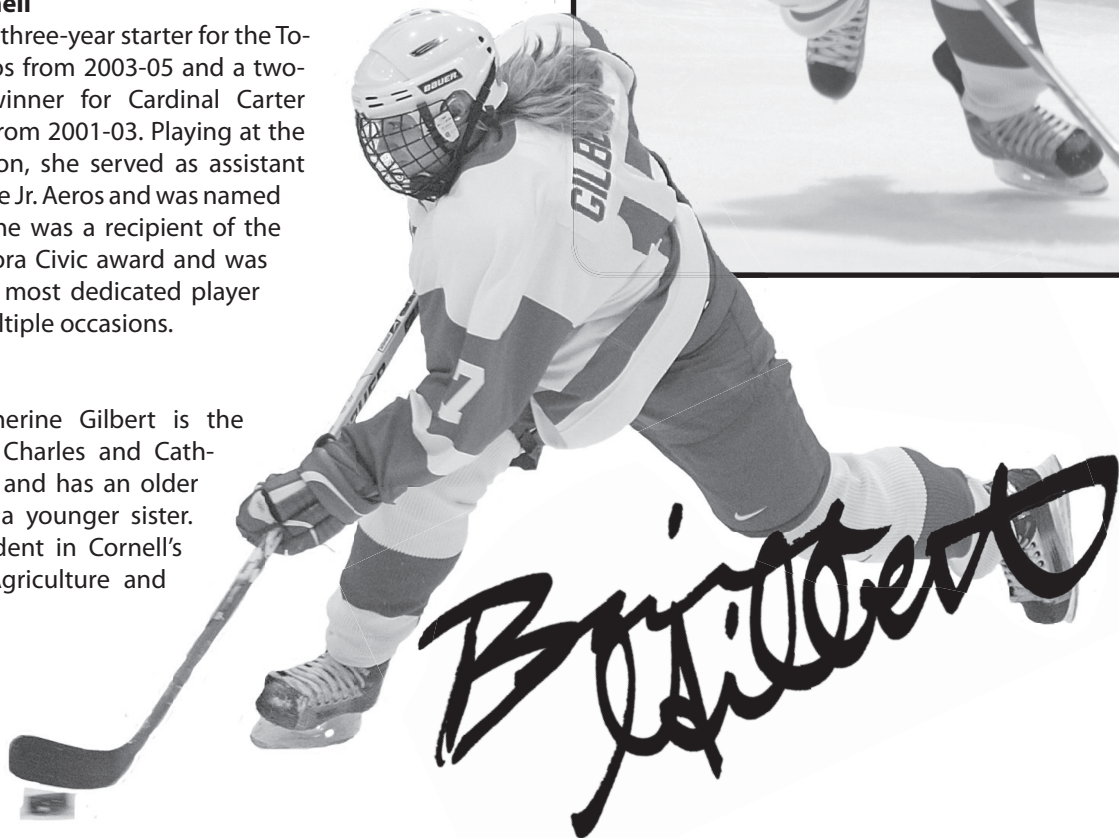 nell
three-year starter for the To-
os from 2003-05 and a two-
winner for Cardinal Carter
rom 2001-03. Playing at the
on, she served as assistant
e Jr. Aeros and was named
he was a recipient of the
ora Civic award and was
most dedicated player
ltiple occasions.
herine Gilbert is the
Charles and Cath-
and has an older
a younger sister.
dent in Cornell’s
Agriculture and
BAUER
GILBERT
7
Gilbert